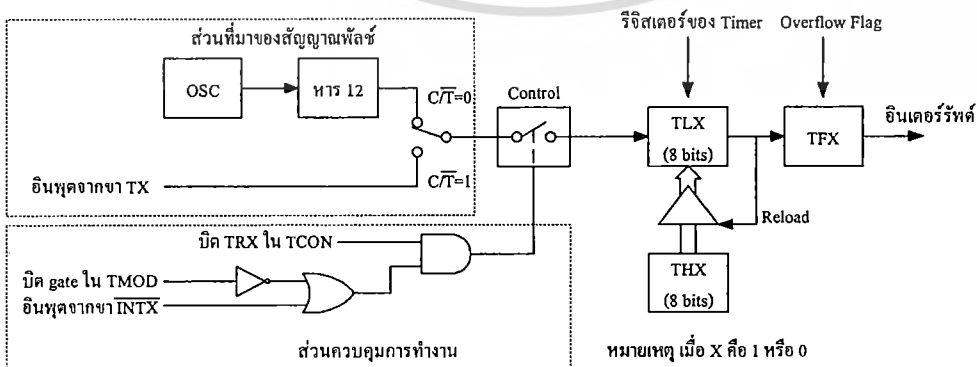 รีจิสเตอร์ของ Timer Overflow Flag
ส่วนที่มาของสัญญาณพัลซ์
OSC
หาร 12
C/T̅=0
Control
TLX
(8 bits)
TFX
อินเตอร์รัพต์
อินพุตจากขา TX
C/T̅=1
Reload
บิต TRX ใน TCON
THX
(8 bits)
บิต gate ใน TMOD
อินพุตจากขา I̅N̅T̅X̅
ส่วนควบคุมการทำงาน
หมายเหตุ เมื่อ X คือ 1 หรือ 0